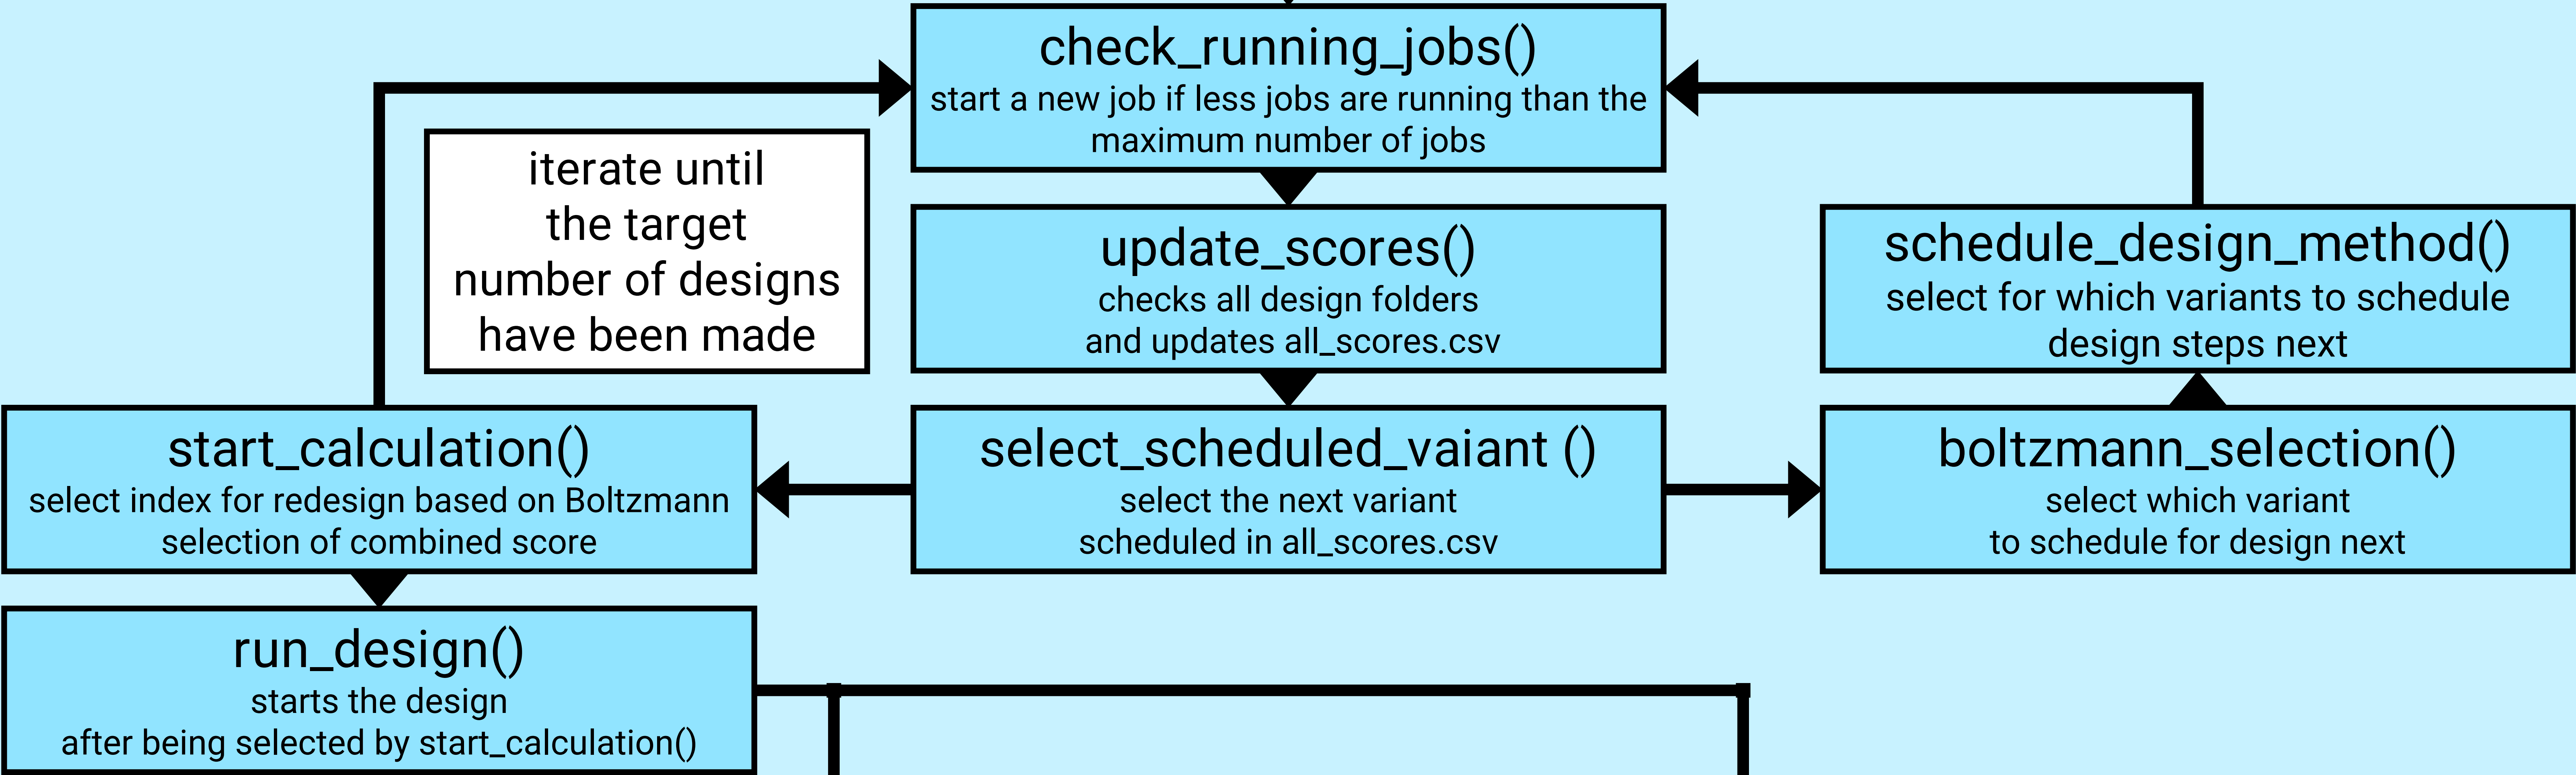 check_running_jobs()
start a new job if less jobs are running than the
maximum number of jobs
iterate until
the target
number of designs
have been made
update_scores()
checks all design folders
and updates all_scores.csv
schedule_design_method()
select for which variants to schedule
design steps next
start_calculation()
select index for redesign based on Boltzmann
selection of combined score
select_scheduled_vaiant ()
select the next variant
scheduled in all_scores.csv
boltzmann_selection()
select which variant
to schedule for design next
run_design()
starts the design
after being selected by start_calculation()